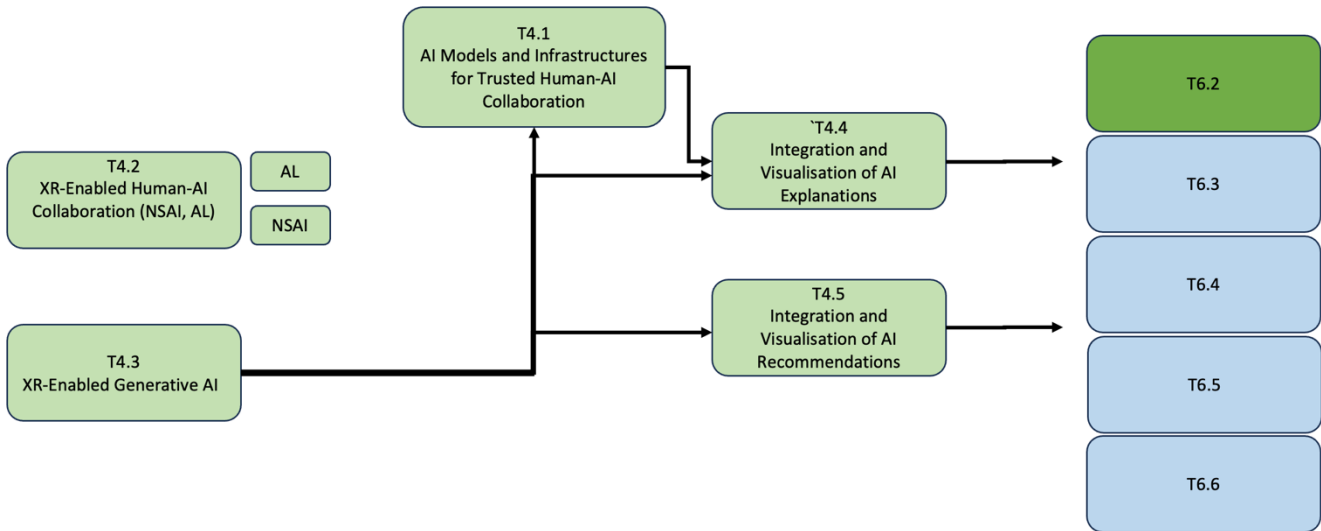 T4.1
AI Models and Infrastructures
for Trusted Human-AI
Collaboration
T4.2
XR-Enabled Human-AI
Collaboration (NSAI, AL)
AL
NSAI
T4.3
XR-Enabled Generative AI
`T4.4
Integration and
Visualisation of AI
Explanations
T4.5
Integration and
Visualisation of AI
Recommendations
T6.2
T6.3
T6.4
T6.5
T6.6